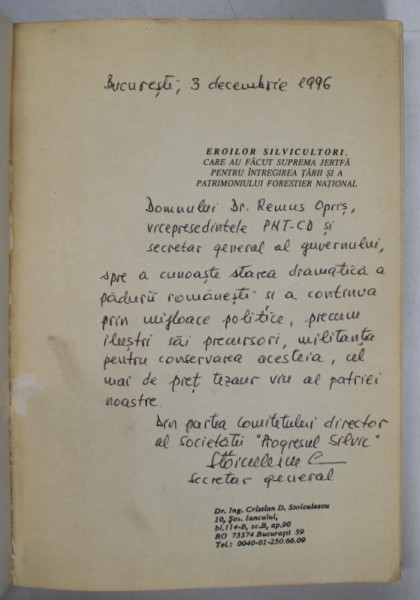 București, 3 decembrie 1996
EROILOR SILVICULTORI,
CARE AU FĂCUT SUPREMA JERTFĂ
PENTRU ÎNTREGIREA ȚĂRII ȘI A
PATRIMONIULUI FORESTIER NAȚIONAL
Domnului Dr. Remus Opriș,
vicepreședintele PNT-CD și
secretar general al guvernului,
spre a cunoaște starea dramatică a
pădurii românești și a continua
prin mijloace politice, precum
iluștri săi precursori, militanța
pentru conservarea acesteia, cel
mai de preț tezaur viu al patriei
noastre.
Din partea comitetului director
al societății "Progresul Silvic"
Stoiculescu C
Secretar general
Dr. Ing. Cristian D. Stoiculescu
10, Șos. Iancului,
bl.114-B, sc.B, ap.90
RO 73374 București 39
Tel.: 0040-01-250.66.09